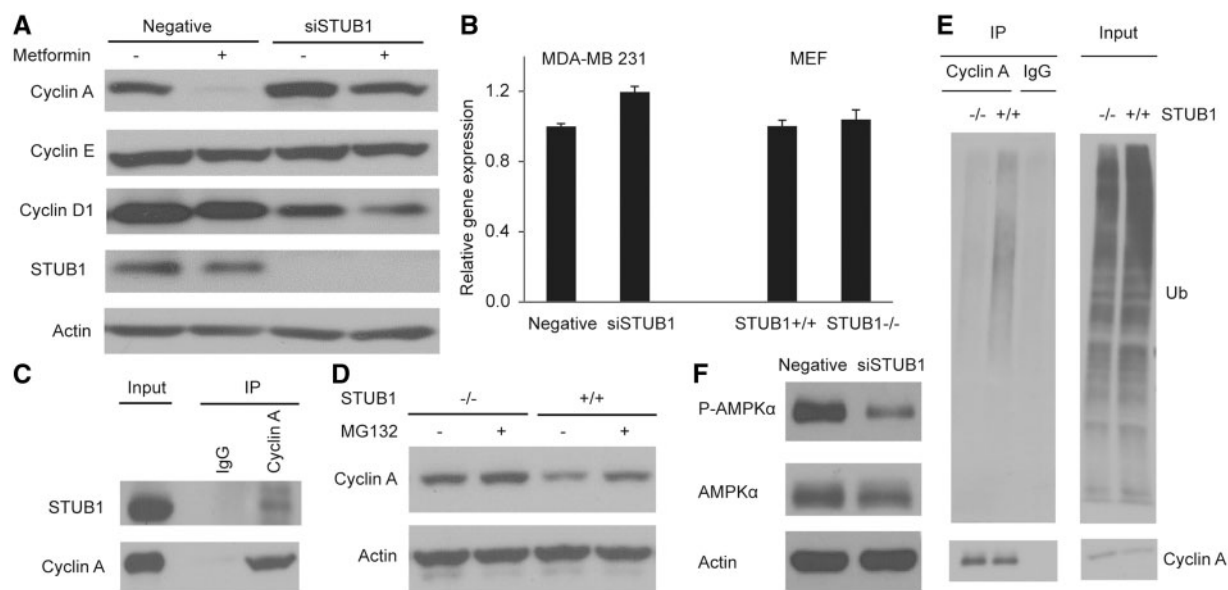 A
Negative siSTUB1
Metformin - + - +
Cyclin A
Cyclin E
Cyclin D1
STUB1
Actin
B
MDA-MB 231 MEF
Relative gene expression
1.2
0.8
0.4
0.0
Negative siSTUB1 STUB1+/+ STUB1-/-
C
Input IP
IgG
Cyclin A
STUB1
Cyclin A
D
STUB1 -/- +/+
MG132 - + - +
Cyclin A
Actin
E
IP Input
Cyclin A IgG
-/- +/+ -/- +/+ STUB1
Ub
Cyclin A
F
Negative siSTUB1
P-AMPKα
AMPKα
Actin